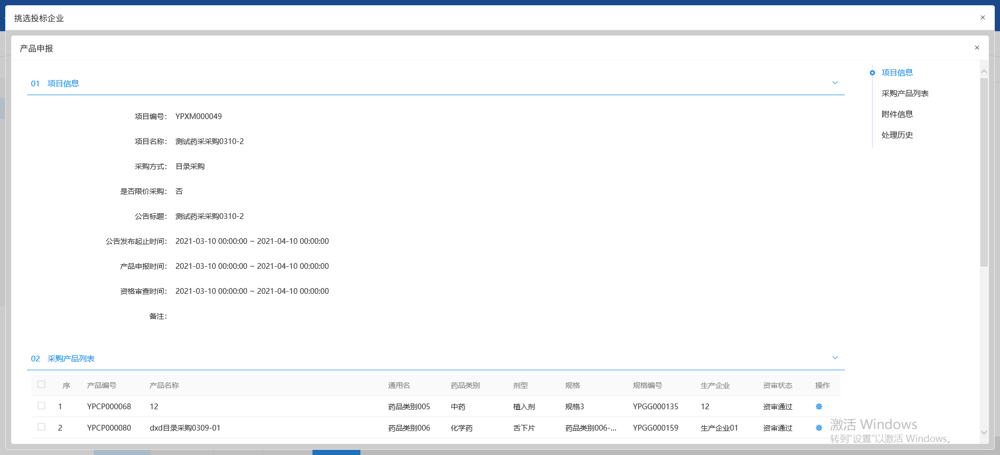 挑选投标企业
产品申报
01 项目信息
项目编号： YPXM000049
项目名称： 测试药采采购0310-2
采购方式： 目录采购
是否限价采购： 否
公告标题： 测试药采采购0310-2
公告发布起止时间： 2021-03-10 00:00:00 ~ 2021-04-10 00:00:00
产品申报时间： 2021-03-10 00:00:00 ~ 2021-04-10 00:00:00
资格审查时间： 2021-03-10 00:00:00 ~ 2021-04-10 00:00:00
备注：
项目信息
采购产品列表
附件信息
处理历史
02 采购产品列表
序 产品编号 产品名称 通用名 药品类别 剂型 规格 规格编号 生产企业 资审状态 操作
1 YPCP000068 12 药品类别005 中药 植入剂 规格3 YPGG000135 12 资审通过
2 YPCP000080 dxd目录采购0309-01 药品类别006 化学药 舌下片 药品类别006-... YPGG000159 生产企业01 资审通过
激活 Windows
转到“设置”以激活 Windows。